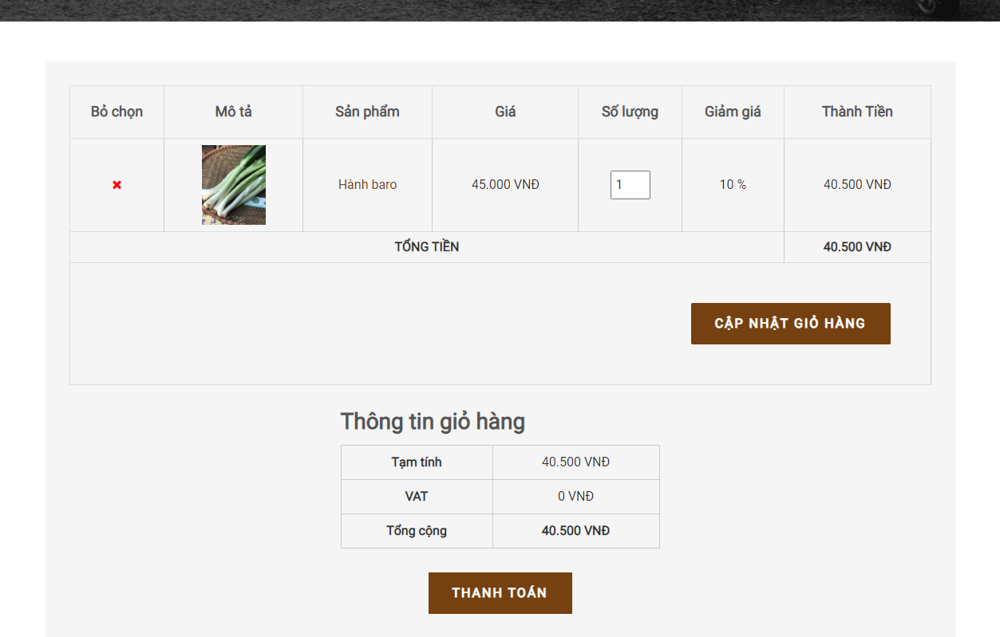 Bỏ chọn Mô tả Sản phẩm Giá Số lượng Giảm giá Thành Tiền
Hành baro 45.000 VNĐ 1 10 % 40.500 VNĐ
TỔNG TIỀN 40.500 VNĐ
CẬP NHẬT GIỎ HÀNG
Thông tin giỏ hàng
Tạm tính 40.500 VNĐ
VAT 0 VNĐ
Tổng cộng 40.500 VNĐ
THANH TOÁN